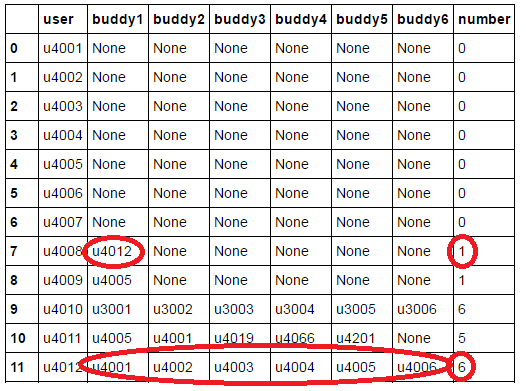 user buddy1 buddy2 buddy3 buddy4 buddy5 buddy6 number
0 u4001 None None None None None None 0
1 u4002 None None None None None None 0
2 u4003 None None None None None None 0
3 u4004 None None None None None None 0
4 u4005 None None None None None None 0
5 u4006 None None None None None None 0
6 u4007 None None None None None None 0
7 u4008 u4012 None None None None None 1
8 u4009 u4005 None None None None None 1
9 u4010 u3001 u3002 u3003 u3004 u3005 u3006 6
10 u4011 u4005 u4001 u4019 u4066 u4201 None 5
11 u4012 u4001 u4002 u4003 u4004 u4005 u4006 6